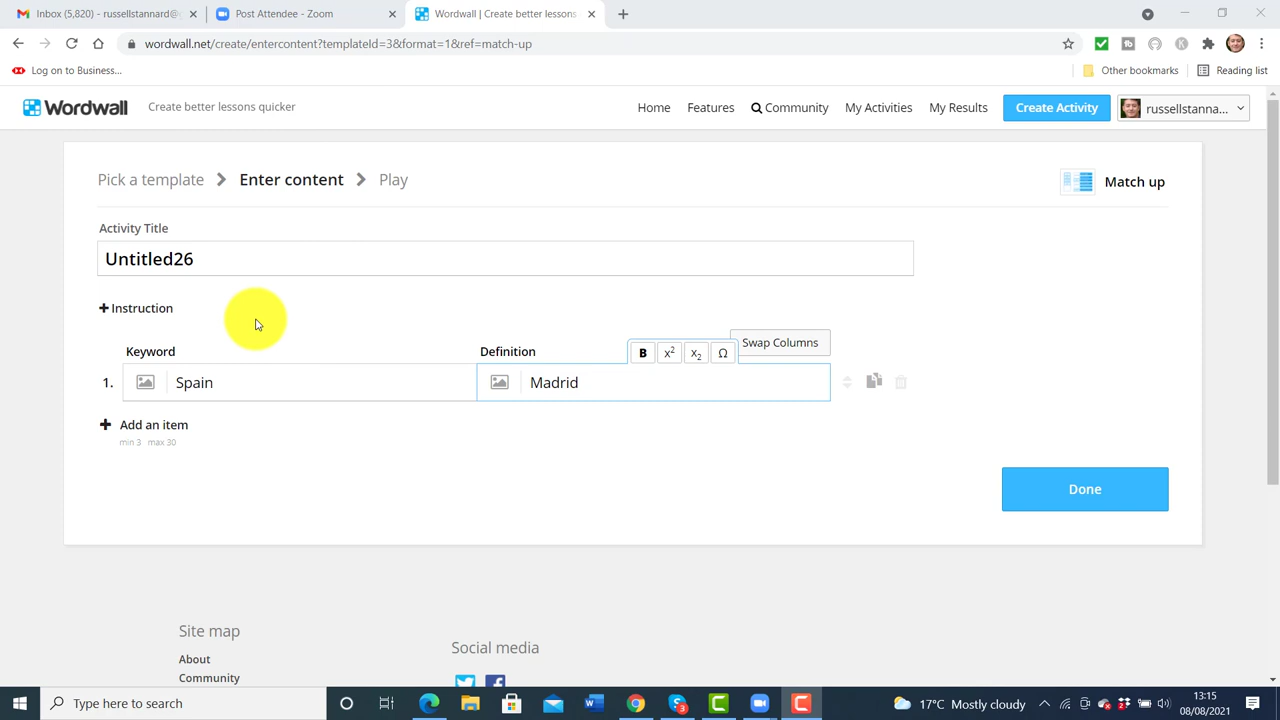 Inbox (5,820) - russellstannard@
Post Attendee - Zoom
Wordwall | Create better lessons
wordwall.net/create/entercontent?templateId=3&format=1&ref=match-up
Log on to Business...
Other bookmarks
Reading list
Wordwall
Create better lessons quicker
Home
Features
Community
My Activities
My Results
Create Activity
russellstanna...
Pick a template
Enter content
Play
Match up
Activity Title
Untitled26
+ Instruction
Keyword
Definition
B
x²
x₂
Ω
Swap Columns
1.
Spain
Madrid
+ Add an item
min 3 max 30
Done
Site map
Social media
About
Community
Type here to search
17°C Mostly cloudy
13:15
08/08/2021